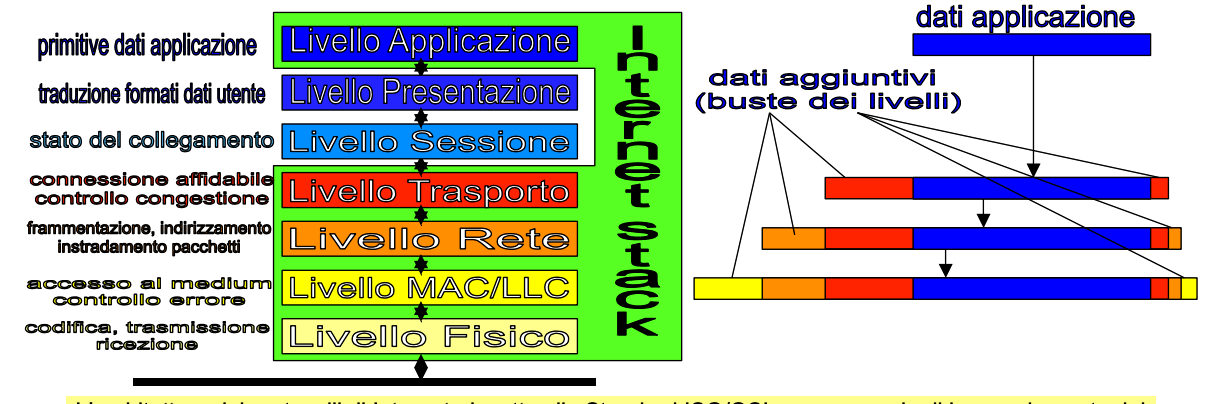 primitive dati applicazione
traduzione formati dati utente
stato del collegamento
connessione affidabile
controllo congestione
frammentazione, indirizzamento
instradamento pacchetti
accesso al medium
controllo errore
codifica, trasmissione
ricezione
Livello Applicazione
Livello Presentazione
Livello Sessione
Livello Trasporto
Livello Rete
Livello MAC/LLC
Livello Fisico
Internet stack
dati applicazione
dati aggiuntivi
(buste dei livelli)